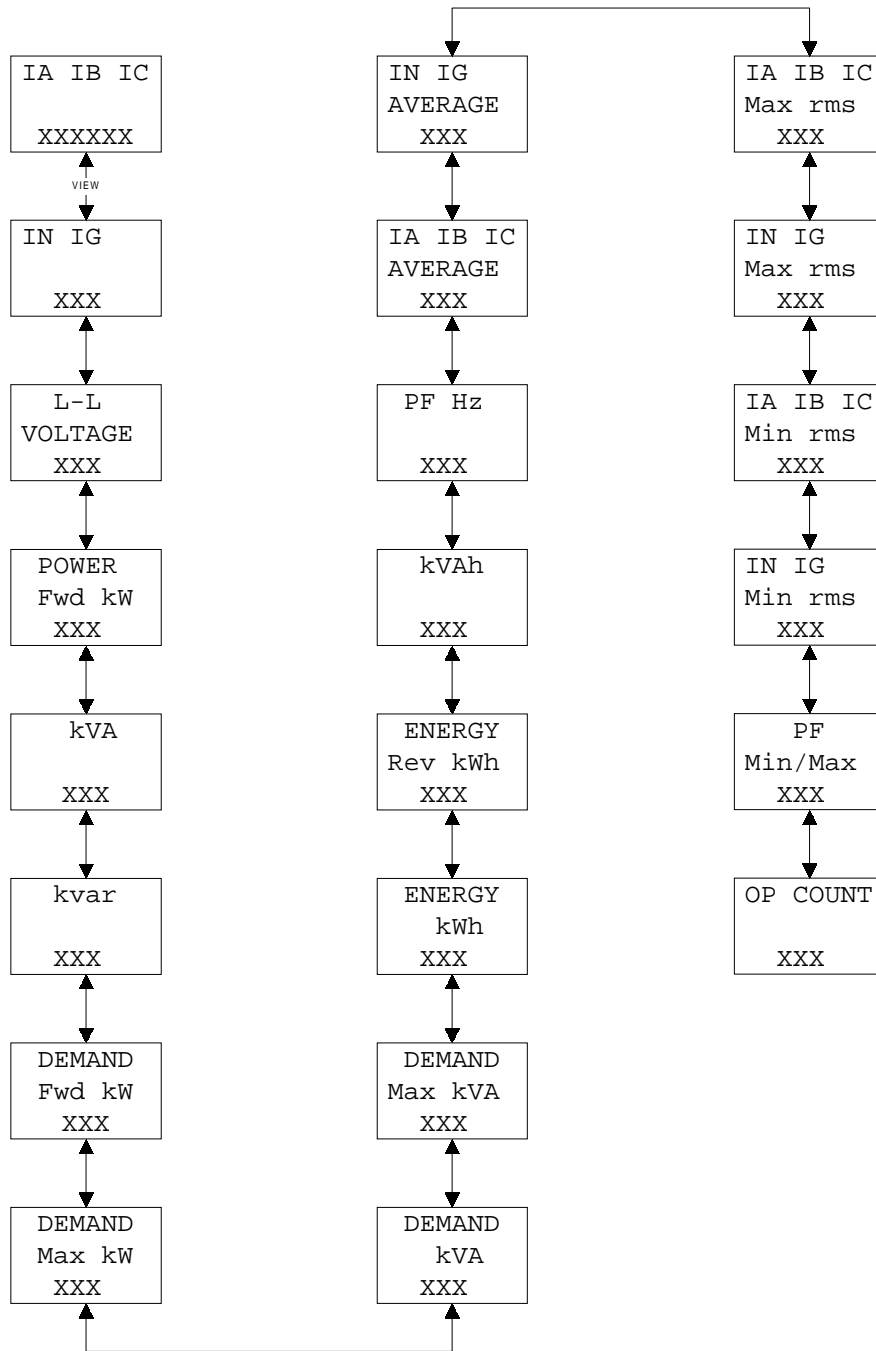 IA IB IC
XXXXXX
VIEW
IN IG
XXX
L-L
VOLTAGE
XXX
POWER
Fwd kW
XXX
kVA
XXX
kvar
XXX
DEMAND
Fwd kW
XXX
DEMAND
Max kW
XXX
IN IG
AVERAGE
XXX
IA IB IC
AVERAGE
XXX
PF Hz
XXX
kVAh
XXX
ENERGY
Rev kWh
XXX
ENERGY
kWh
XXX
DEMAND
Max kVA
XXX
DEMAND
kVA
XXX
IA IB IC
Max rms
XXX
IN IG
Max rms
XXX
IA IB IC
Min rms
XXX
IN IG
Min rms
XXX
PF
Min/Max
XXX
OP COUNT
XXX